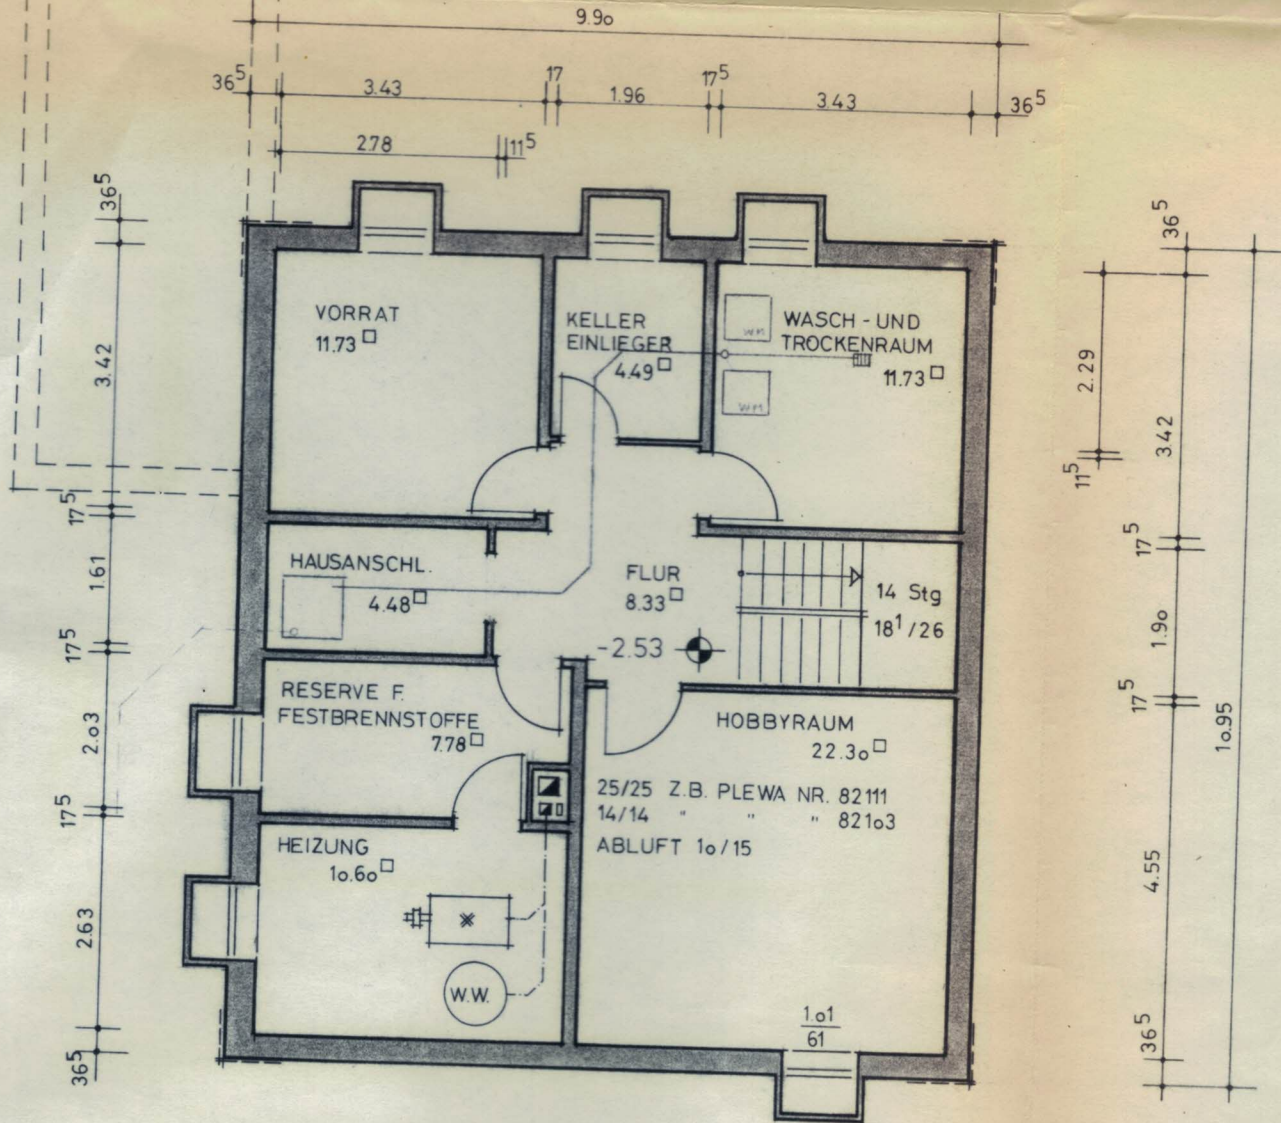 9.9o
36⁵ 3.43 17 1.96 17⁵ 3.43 36⁵
2.78 11⁵
36⁵
3.42
17⁵
1.61
17⁵
2.o3
17⁵
2.63
36⁵
VORRAT
11.73 □
KELLER
EINLIEGER
4.49 □
WASCH - UND
TROCKENRAUM
11.73 □
WM
WM
HAUSANSCHL.
4.48 □
FLUR
8.33 □
-2.53
14 Stg
18¹/26
RESERVE F.
FESTBRENNSTOFFE
7.78 □
HOBBYRAUM
22.3o □
25/25 Z.B. PLEWA NR. 82111
14/14 " " " 821o3
ABLUFT 1o/15
HEIZUNG
1o.6o □
W.W.
1.o1
61
2.29
11⁵
36⁵
3.42
17⁵
1.9o
17⁵
4.55
36⁵
1o.95